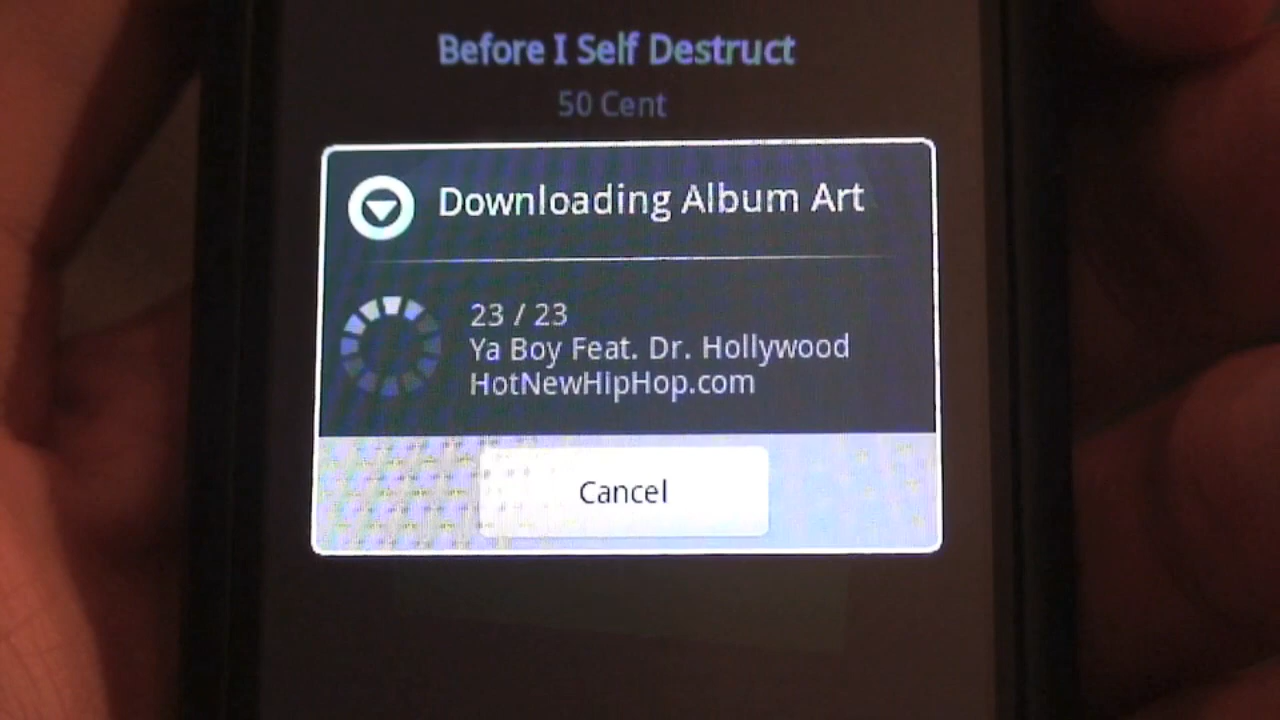 Before I Self Destruct
50 Cent
Downloading Album Art
23 / 23
Ya Boy Feat. Dr. Hollywood
HotNewHipHop.com
Cancel